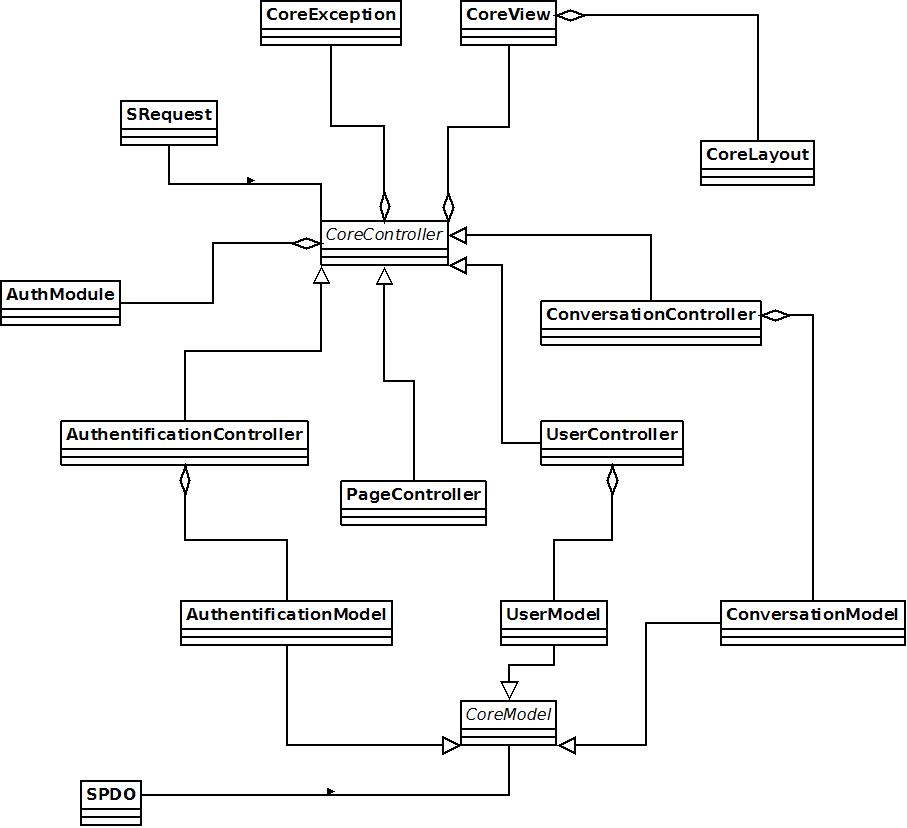 CoreException
CoreView
SRequest
CoreLayout
CoreController
AuthModule
ConversationController
AuthentificationController
UserController
PageController
AuthentificationModel
UserModel
ConversationModel
CoreModel
SPDO